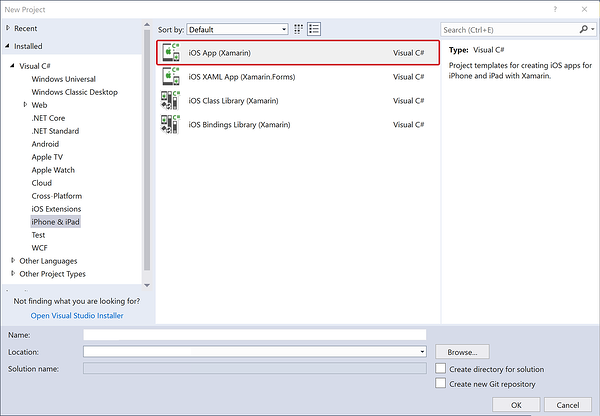 New Project
?
Recent
Installed
Visual C#
Windows Universal
Windows Classic Desktop
Web
.NET Core
.NET Standard
Android
Apple TV
Apple Watch
Cloud
Cross-Platform
iOS Extensions
iPhone & iPad
Test
WCF
Other Languages
Other Project Types
Not finding what you are looking for?
Open Visual Studio Installer
Sort by: Default
C# iOS App (Xamarin) Visual C#
C# iOS XAML App (Xamarin.Forms) Visual C#
C# iOS Class Library (Xamarin) Visual C#
C# iOS Bindings Library (Xamarin) Visual C#
Search (Ctrl+E)
Type: Visual C#
Project templates for creating iOS apps for
iPhone and iPad with Xamarin.
Name:
Location:
Browse...
Solution name:
Create directory for solution
Create new Git repository
OK Cancel